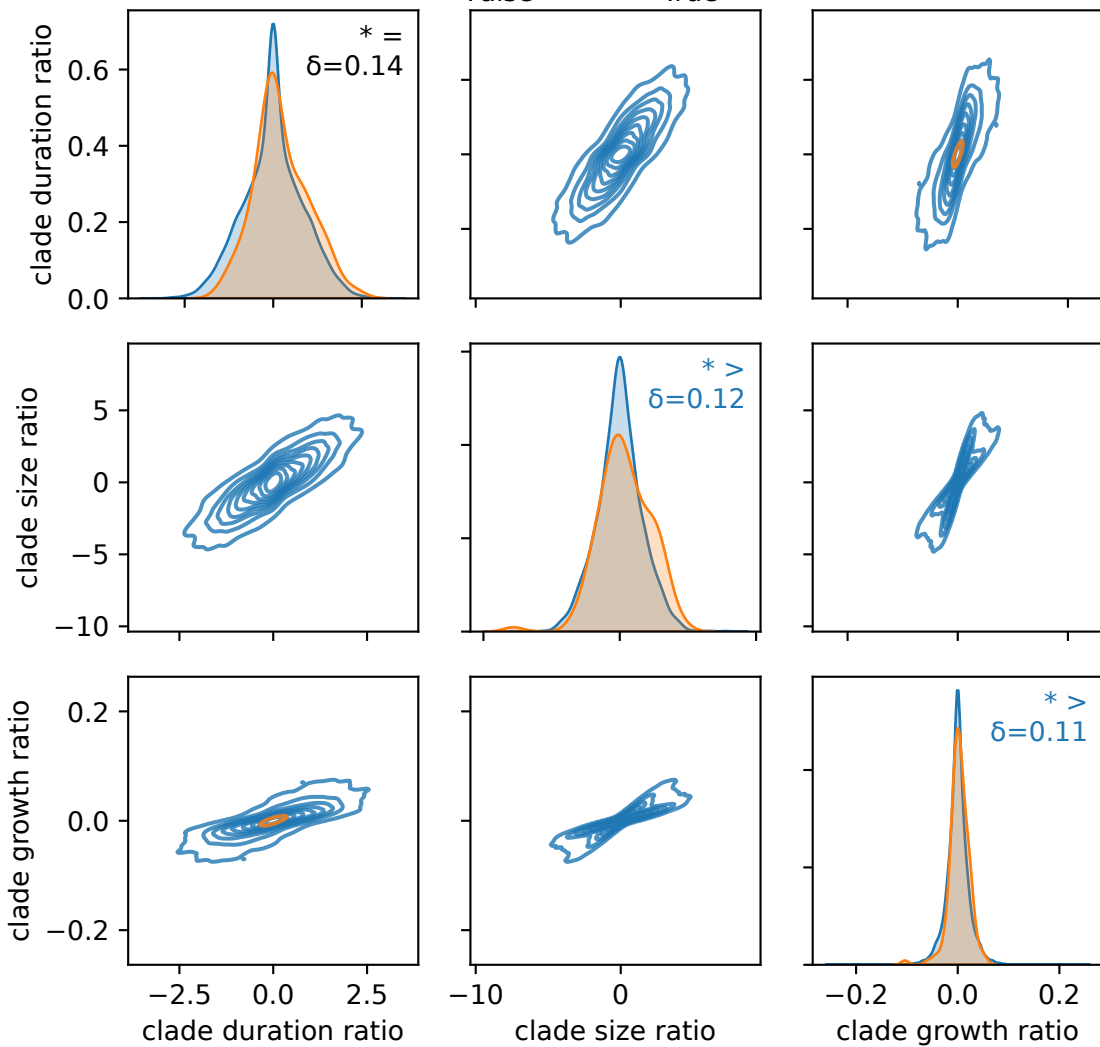 clade duration ratio
0.6
0.4
0.2
0.0
* =
δ=0.14
clade size ratio
5
0
−5
−10
* >
δ=0.12
clade growth ratio
0.2
0.0
−0.2
* >
δ=0.11
−2.5 0.0 2.5
−10 0
−0.2 0.0 0.2
clade duration ratio
clade size ratio
clade growth ratio